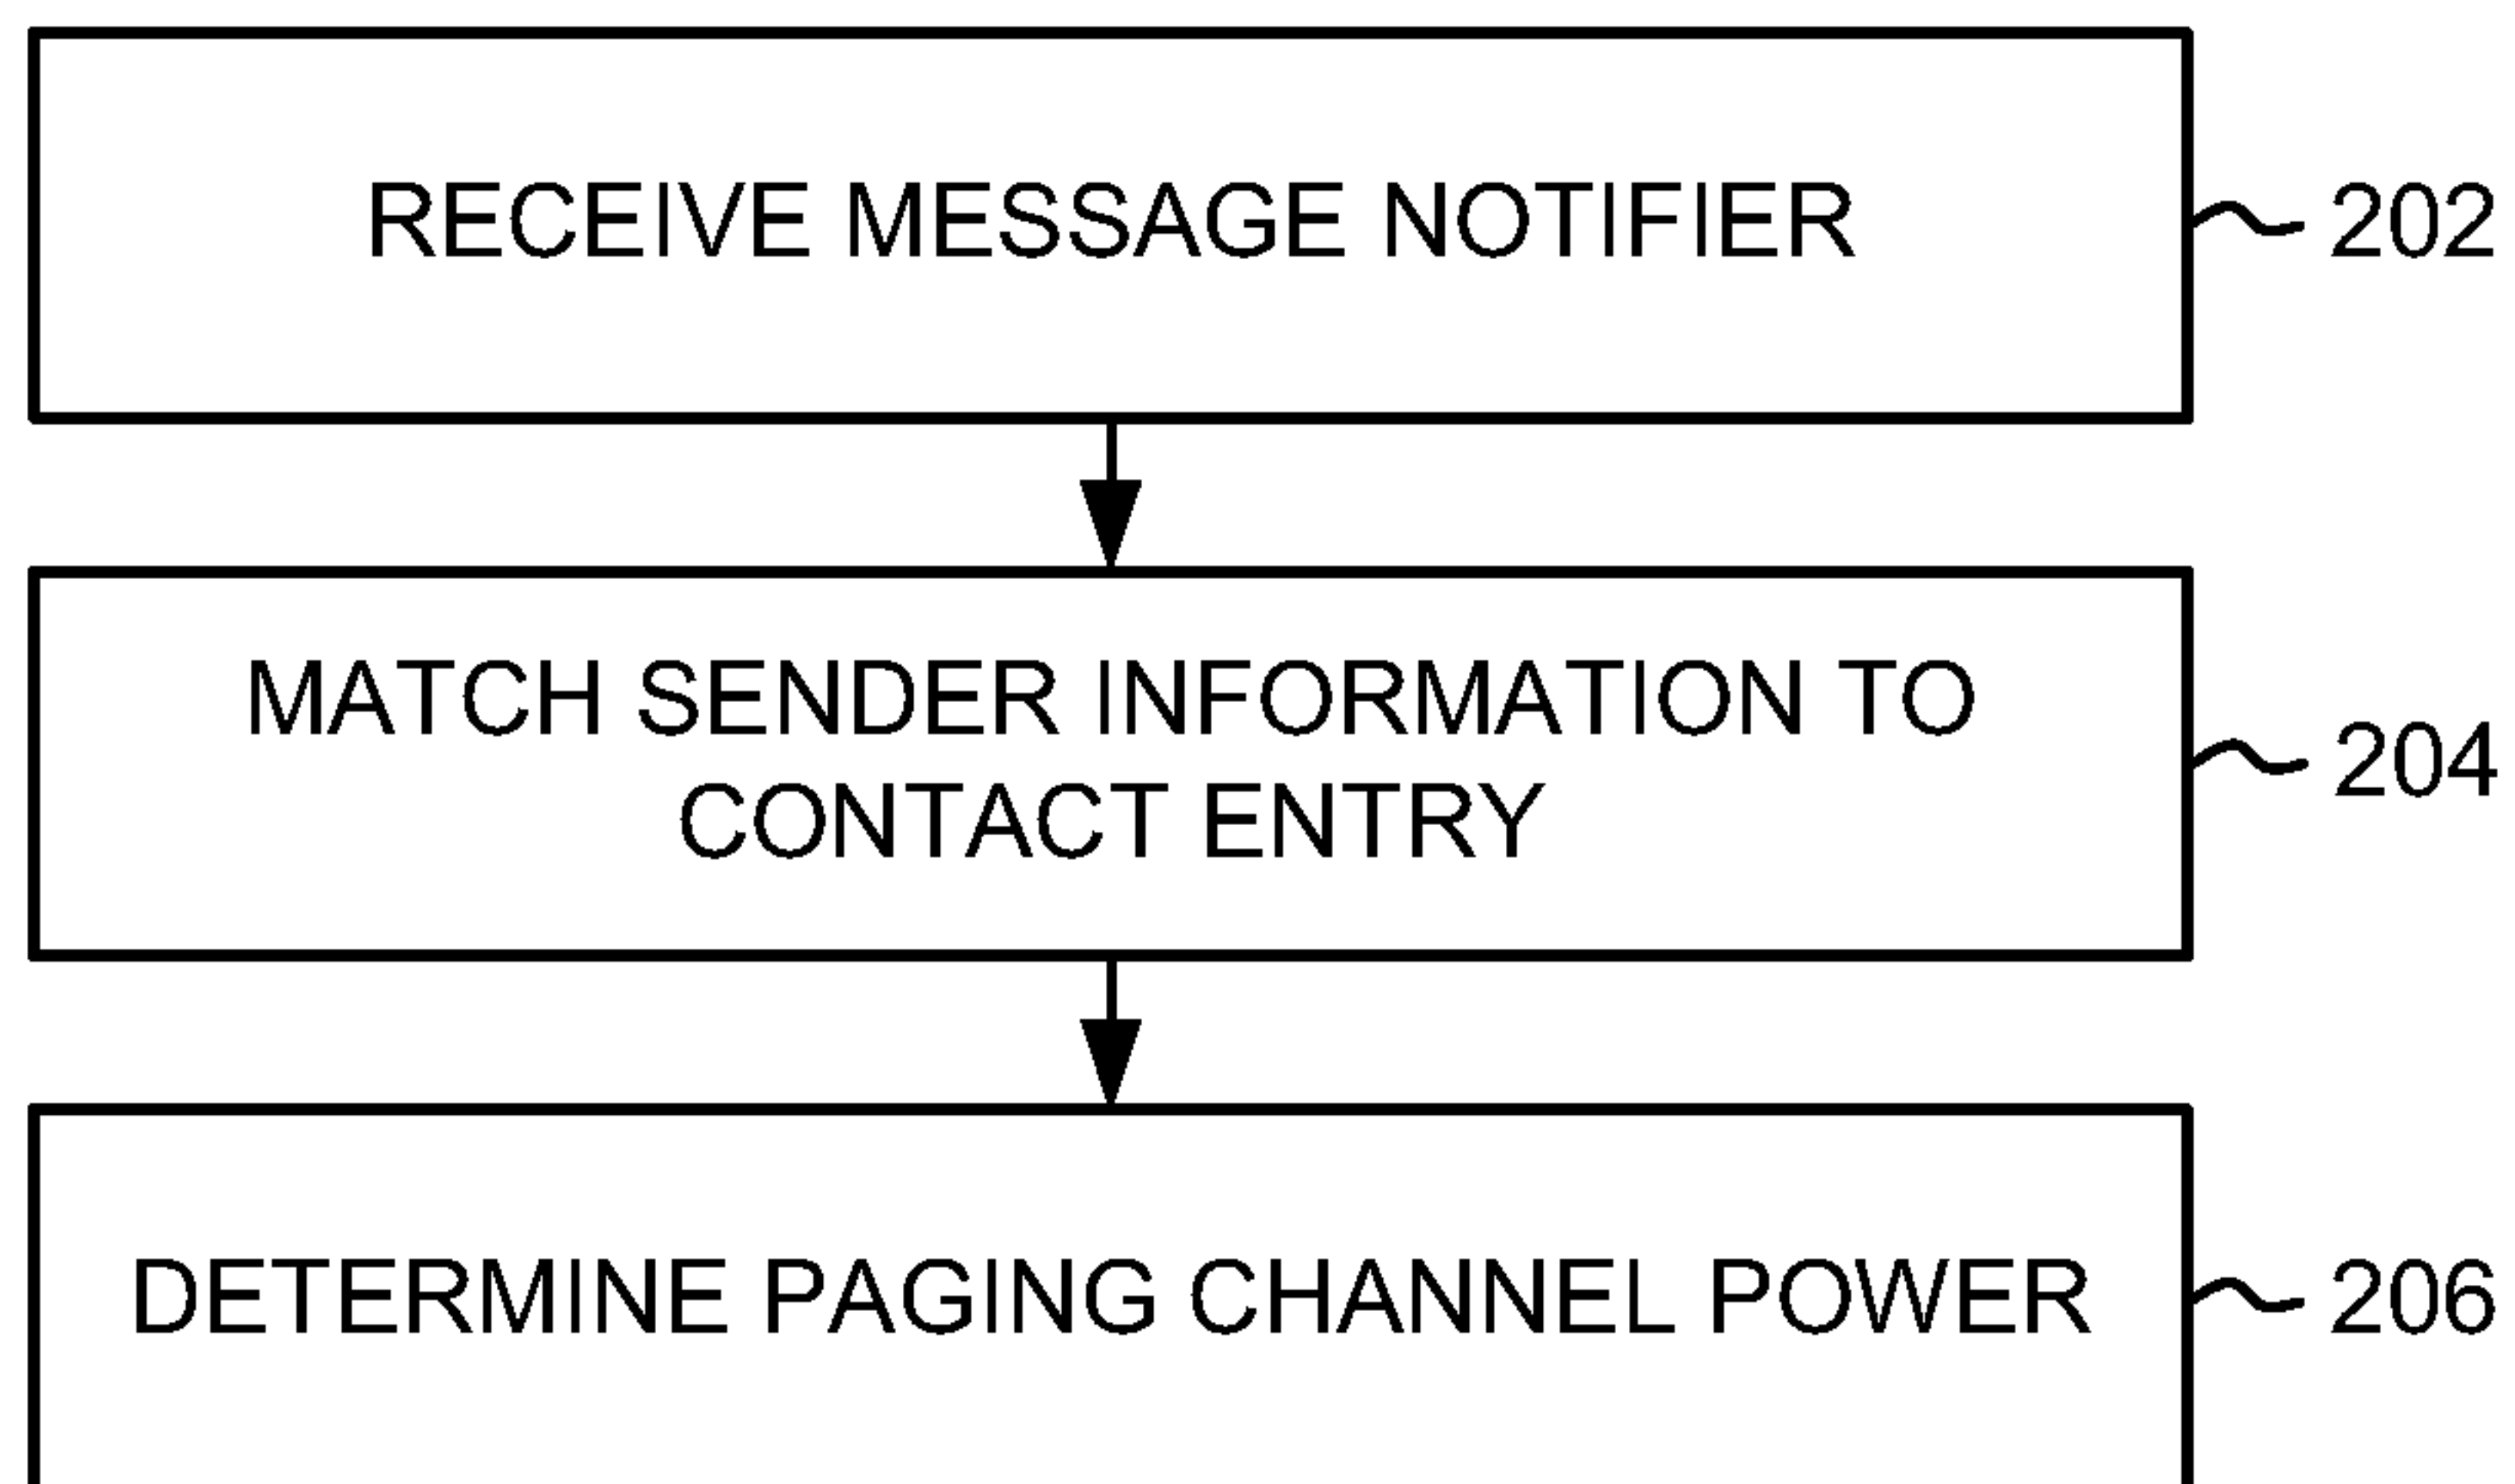 RECEIVE MESSAGE NOTIFIER
202
MATCH SENDER INFORMATION TO
CONTACT ENTRY
204
DETERMINE PAGING CHANNEL POWER
206